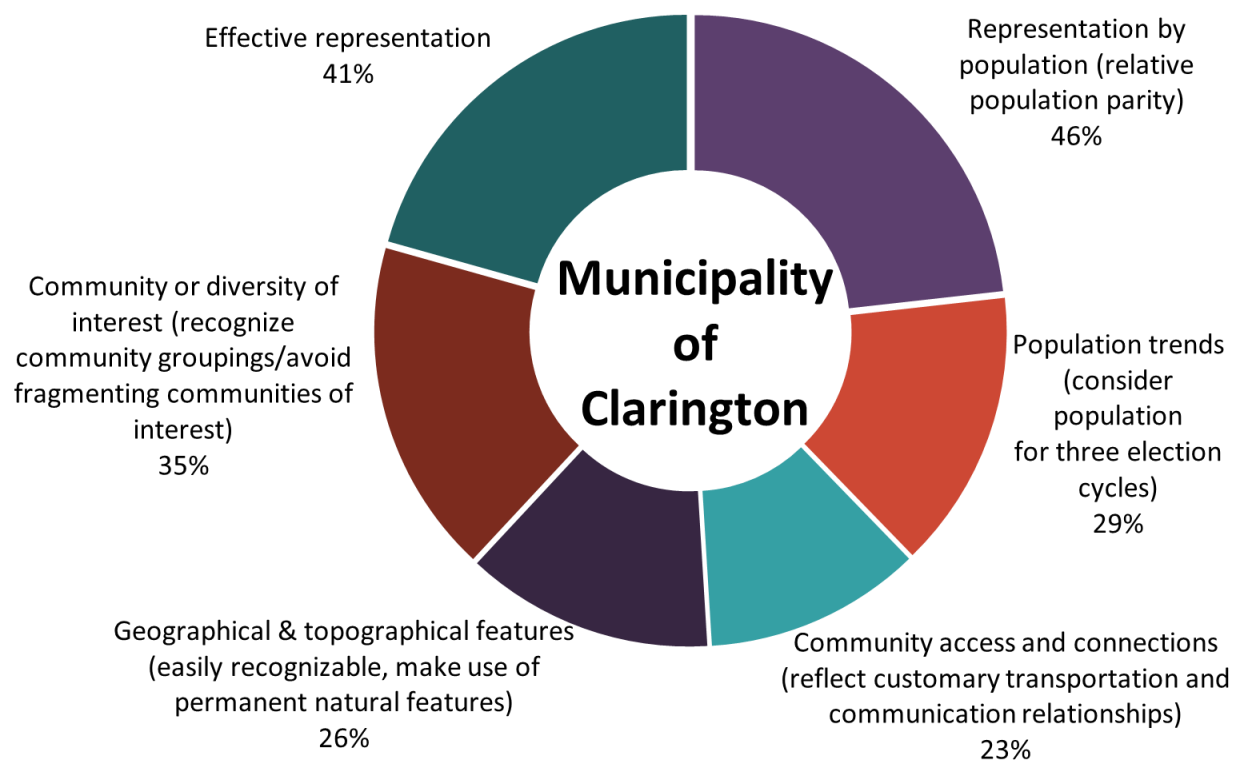 Effective representation
41%
Representation by
population (relative
population parity)
46%
Community or diversity of
interest (recognize
community groupings/avoid
fragmenting communities of
interest)
35%
Municipality
of
Clarington
Population trends
(consider
population
for three election
cycles)
29%
Geographical & topographical features
(easily recognizable, make use of
permanent natural features)
26%
Community access and connections
(reflect customary transportation and
communication relationships)
23%